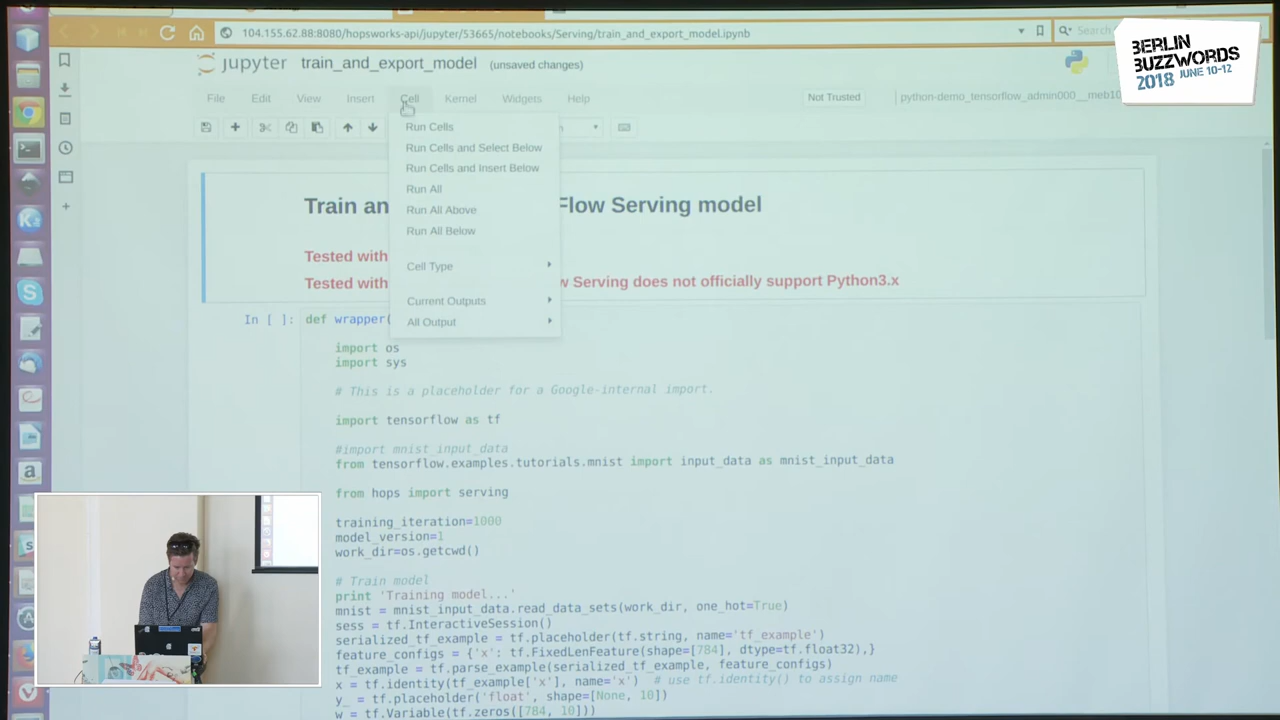 104.155.62.88:8080/hopsworks-api/jupyter/53665/notebooks/Serving/train_and_export_model.ipynb
Search
BERLIN
BUZZWORDS
2018 JUNE 10-12
jupyter train_and_export_model (unsaved changes)
File Edit View Insert Cell Kernel Widgets Help
Not Trusted
python-demo_tensorflow_admin000__meb10
Run Cells
Run Cells and Select Below
Run Cells and Insert Below
Run All
Run All Above
Run All Below
Cell Type
Current Outputs
All Output
Train an Flow Serving model
Tested with
Tested with w Serving does not officially support Python3.x
In [ ]: def wrapper(
import os
import sys
# This is a placeholder for a Google-internal import.
import tensorflow as tf
#import mnist_input_data
from tensorflow.examples.tutorials.mnist import input_data as mnist_input_data
from hops import serving
training_iteration=1000
model_version=1
work_dir=os.getcwd()
# Train model
print 'Training model...'
mnist = mnist_input_data.read_data_sets(work_dir, one_hot=True)
sess = tf.InteractiveSession()
serialized_tf_example = tf.placeholder(tf.string, name='tf_example')
feature_configs = {'x': tf.FixedLenFeature(shape=[784], dtype=tf.float32),}
tf_example = tf.parse_example(serialized_tf_example, feature_configs)
x = tf.identity(tf_example['x'], name='x') # use tf.identity() to assign name
y_ = tf.placeholder('float', shape=[None, 10])
w = tf.Variable(tf.zeros([784, 10]))